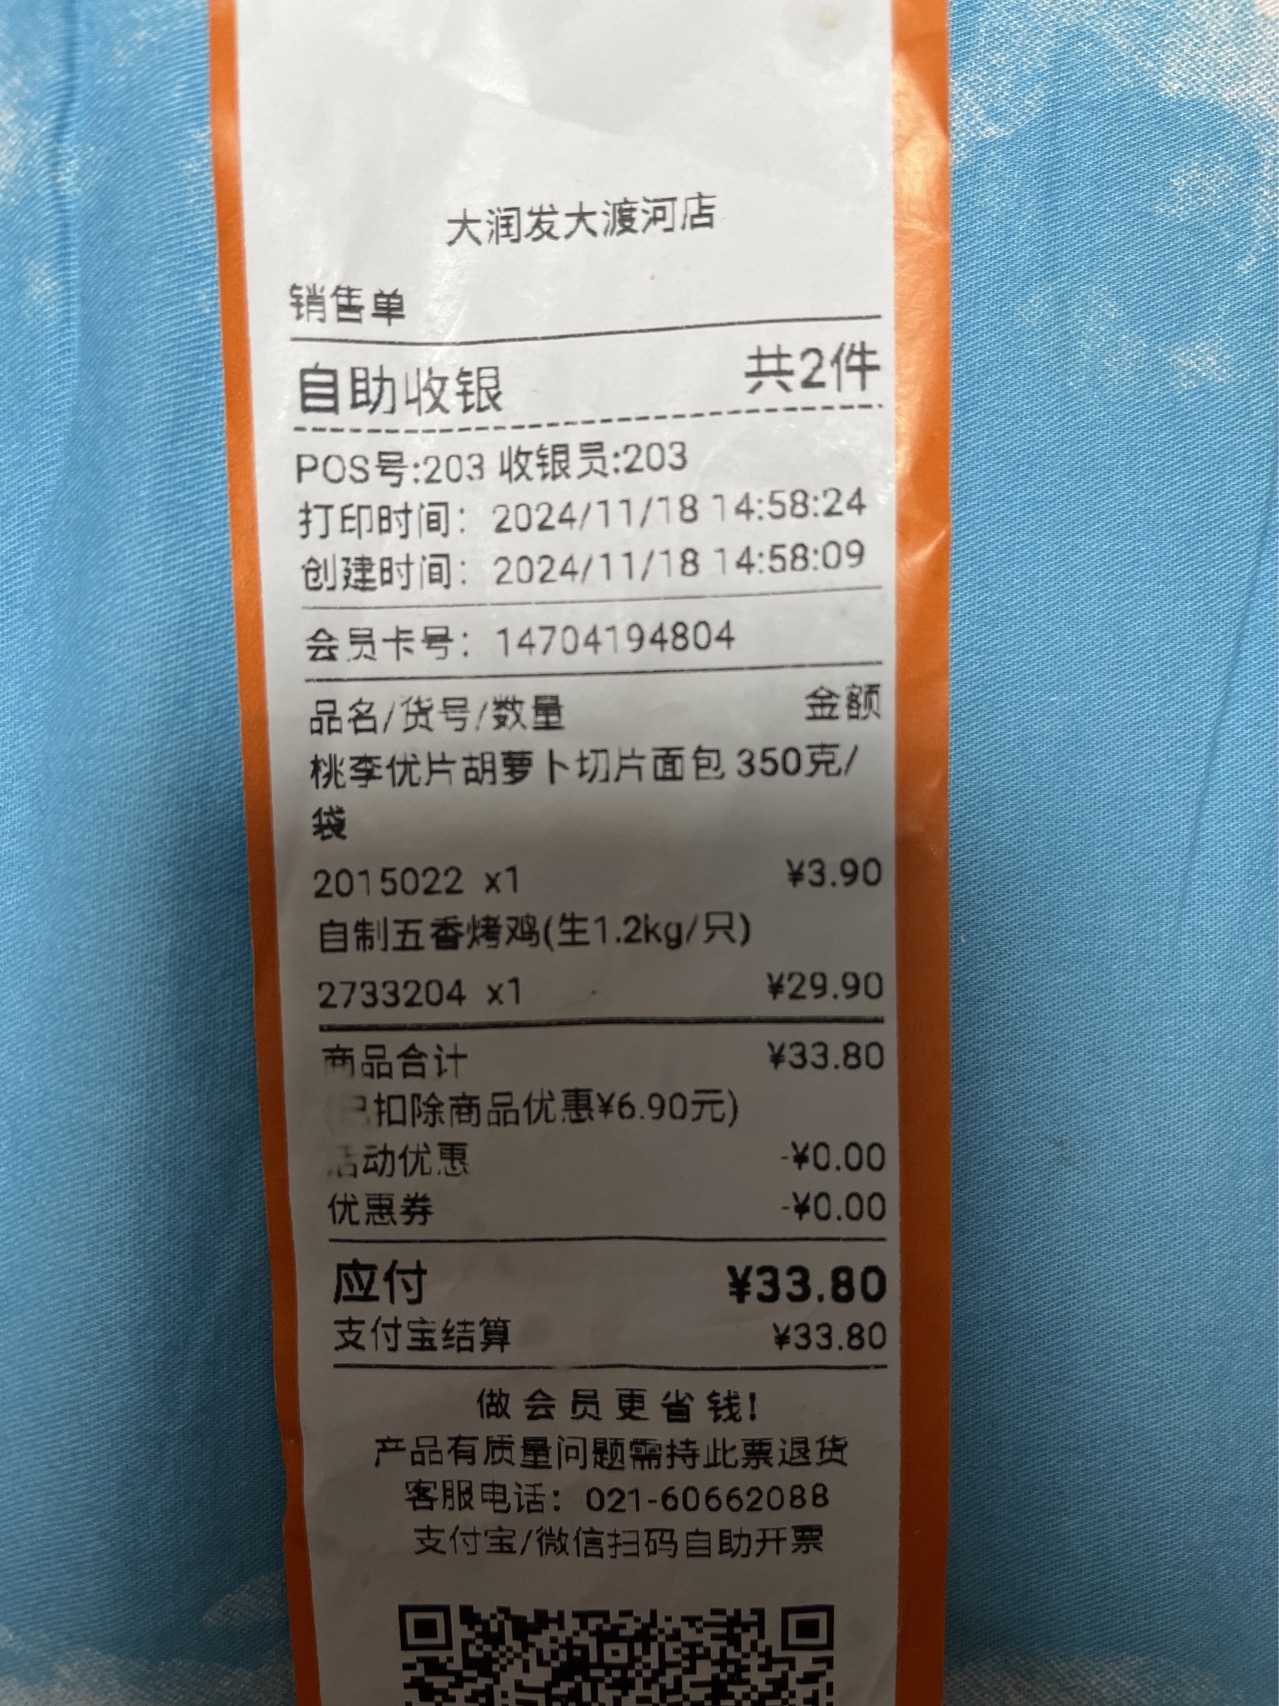 大润发大渡河店
销售单
自助收银 共2件
POS号:203 收银员:203
打印时间： 2024/11/18 14:58:24
创建时间： 2024/11/18 14:58:09
会员卡号： 14704194804
品名/货号/数量 金额
桃李优片胡萝卜切片面包 350克/
袋
2015022 x1 ¥3.90
自制五香烤鸡(生1.2kg/只)
2733204 x1 ¥29.90
商品合计 ¥33.80
(已扣除商品优惠¥6.90元)
活动优惠 -¥0.00
优惠券 -¥0.00
应付 ¥33.80
支付宝结算 ¥33.80
做会员更省钱!
产品有质量问题需持此票退货
客服电话： 021-60662088
支付宝/微信扫码自助开票